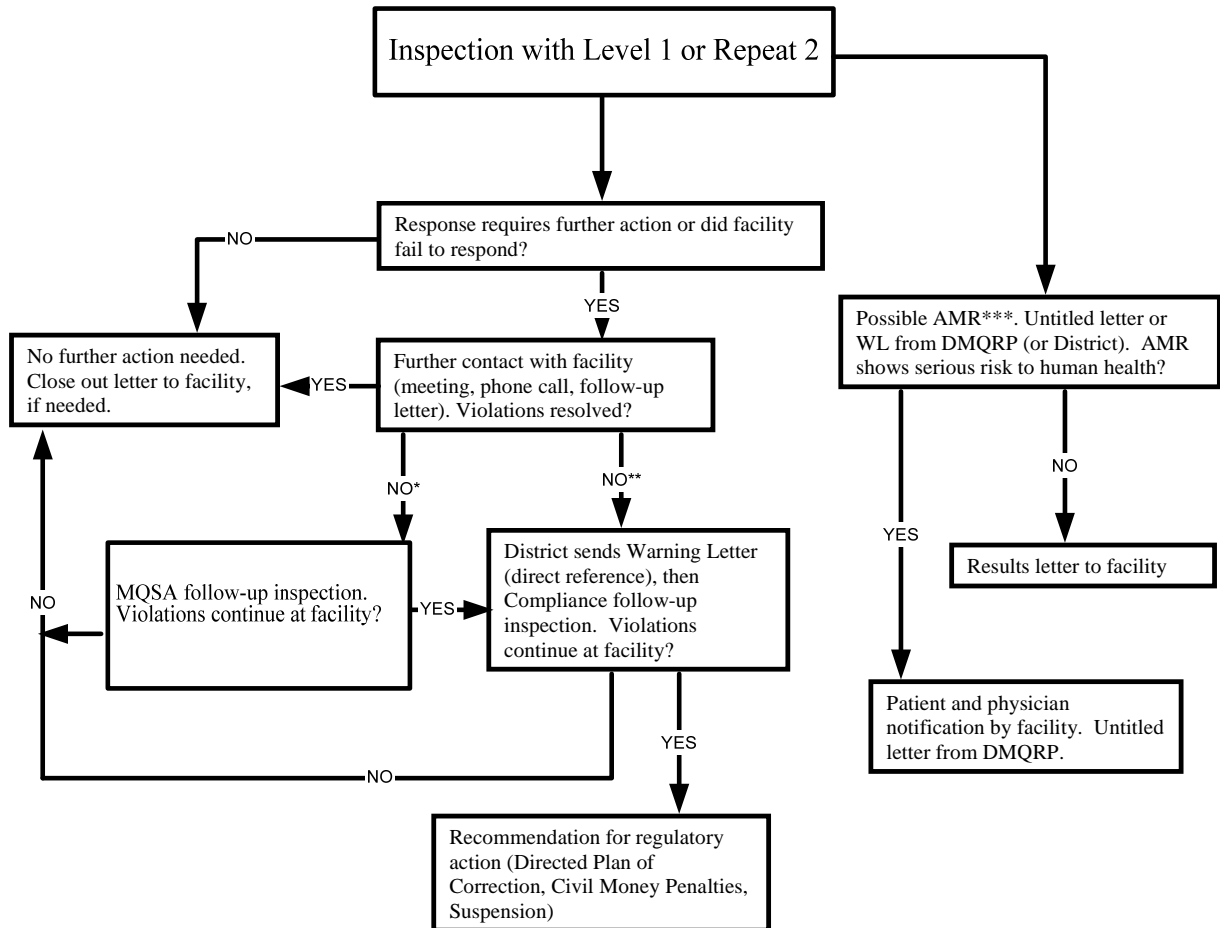 Inspection with Level 1 or Repeat 2
Response requires further action or did facility
fail to respond?
NO
YES
Possible AMR***. Untitled letter or
WL from DMQRP (or District). AMR
shows serious risk to human health?
No further action needed.
Close out letter to facility,
if needed.
YES
Further contact with facility
(meeting, phone call, follow-up
letter). Violations resolved?
NO*
NO**
YES
NO
Results letter to facility
MQSA follow-up inspection.
Violations continue at facility?
NO
YES
District sends Warning Letter
(direct reference), then
Compliance follow-up
inspection. Violations
continue at facility?
Patient and physician
notification by facility. Untitled
letter from DMQRP.
NO
YES
Recommendation for regulatory
action (Directed Plan of
Correction, Civil Money Penalties,
Suspension)